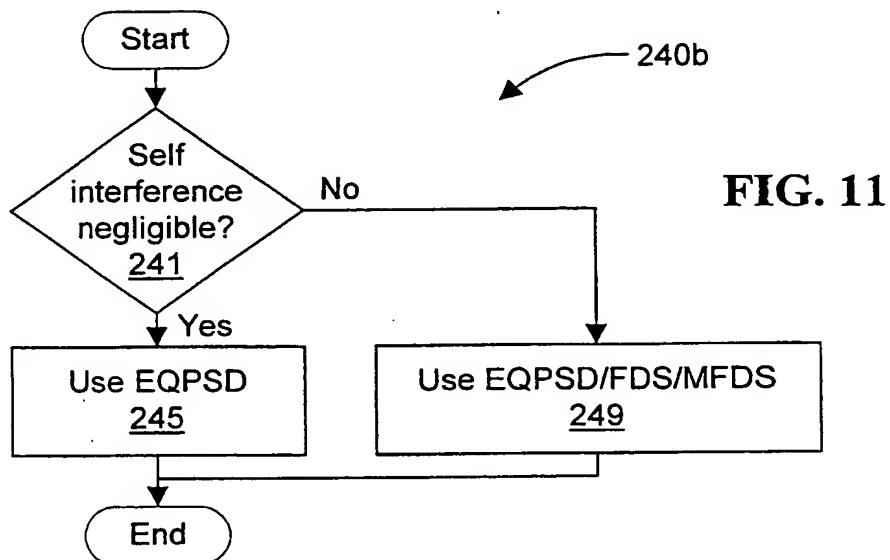 Start
240b
Self
interference
negligible?
241
No
FIG. 11
Yes
Use EQPSD
245
Use EQPSD/FDS/MFDS
249
End